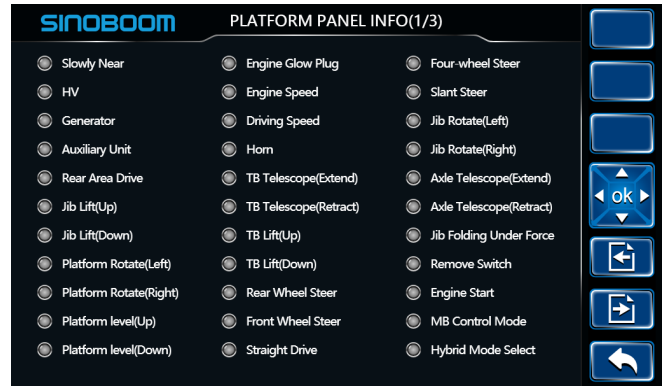 SINOBOOM
PLATFORM PANEL INFO(1/3)
Slowly Near
HV
Generator
Auxiliary Unit
Rear Area Drive
Jib Lift(Up)
Jib Lift(Down)
Platform Rotate(Left)
Platform Rotate(Right)
Platform level(Up)
Platform level(Down)
Engine Glow Plug
Engine Speed
Driving Speed
Horn
TB Telescope(Extend)
TB Telescope(Retract)
TB Lift(Up)
TB Lift(Down)
Rear Wheel Steer
Front Wheel Steer
Straight Drive
Four-wheel Steer
Slant Steer
Jib Rotate(Left)
Jib Rotate(Right)
Axle Telescope(Extend)
Axle Telescope(Retract)
Jib Folding Under Force
Remove Switch
Engine Start
MB Control Mode
Hybrid Mode Select
ok